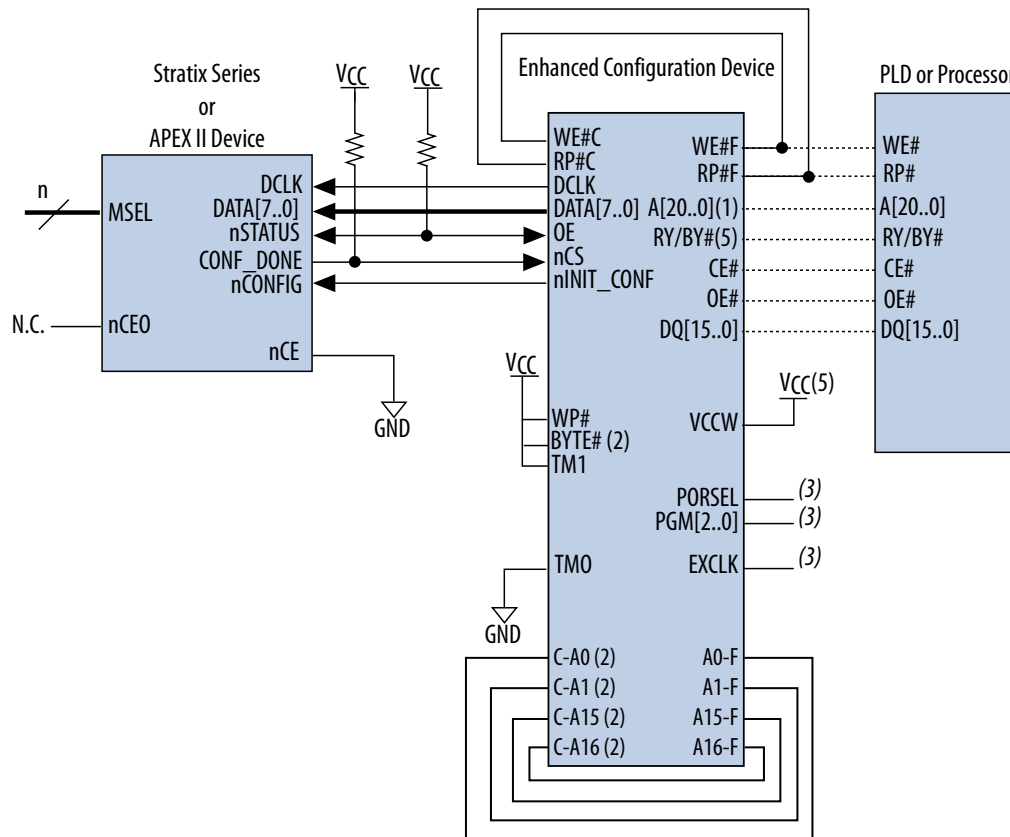 Stratix Series
or
APEX II Device
VCC
VCC
Enhanced Configuration Device
PLD or Processor
n
MSEL
N.C.
nCEO
DCLK
DATA[7..0]
nSTATUS
CONF_DONE
nCONFIG
nCE
GND
WE#C
RP#C
DCLK
DATA[7..0]
OE
nCS
nINIT_CONF
VCC
WP#
BYTE# (2)
TM1
TMO
GND
C-A0 (2)
C-A1 (2)
C-A15 (2)
C-A16 (2)
WE#F
RP#F
A[20..0](1)
RY/BY#(5)
CE#
OE#
DQ[15..0]
VCC(5)
VCCW
PORSEL
(3)
PGM[2..0]
(3)
EXCLK
(3)
A0-F
A1-F
A15-F
A16-F
WE#
RP#
A[20..0]
RY/BY#
CE#
OE#
DQ[15..0]